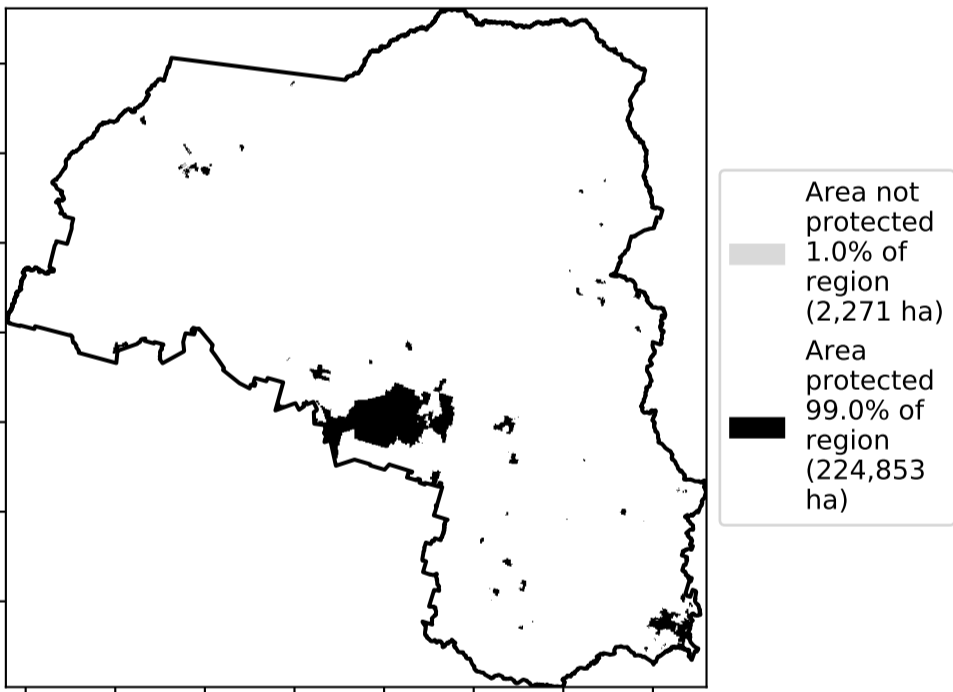 Area not
protected
1.0% of
region
(2,271 ha)
Area
protected
99.0% of
region
(224,853
ha)